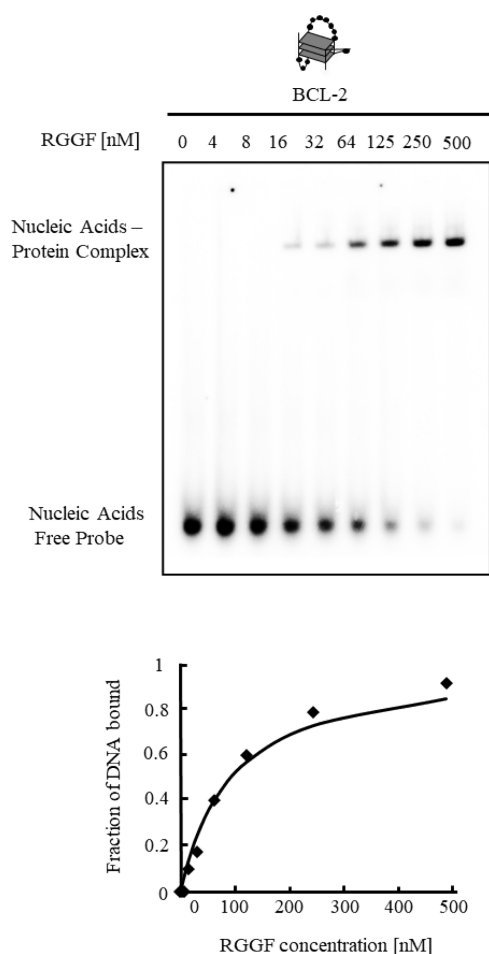 BCL-2
RGGF [nM] 0 4 8 16 32 64 125 250 500
Nucleic Acids –
Protein Complex
Nucleic Acids
Free Probe
1
0.8
0.6
0.4
0.2
0
Fraction of DNA bound
0 100 200 300 400 500
RGGF concentration [nM]